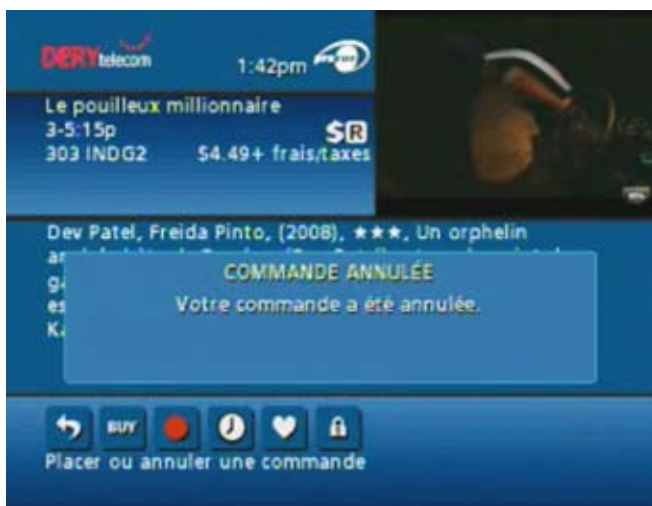 DERYtelecom
1:42pm
Le pouilleux millionnaire
3-5:15p
$R
303 INDG2 $4.49+ frais/taxes
Dev Patel, Freida Pinto, (2008), ★★★, Un orphelin
COMMANDE ANNULÉE
Votre commande a été annulée.
BUY
Placer ou annuler une commande